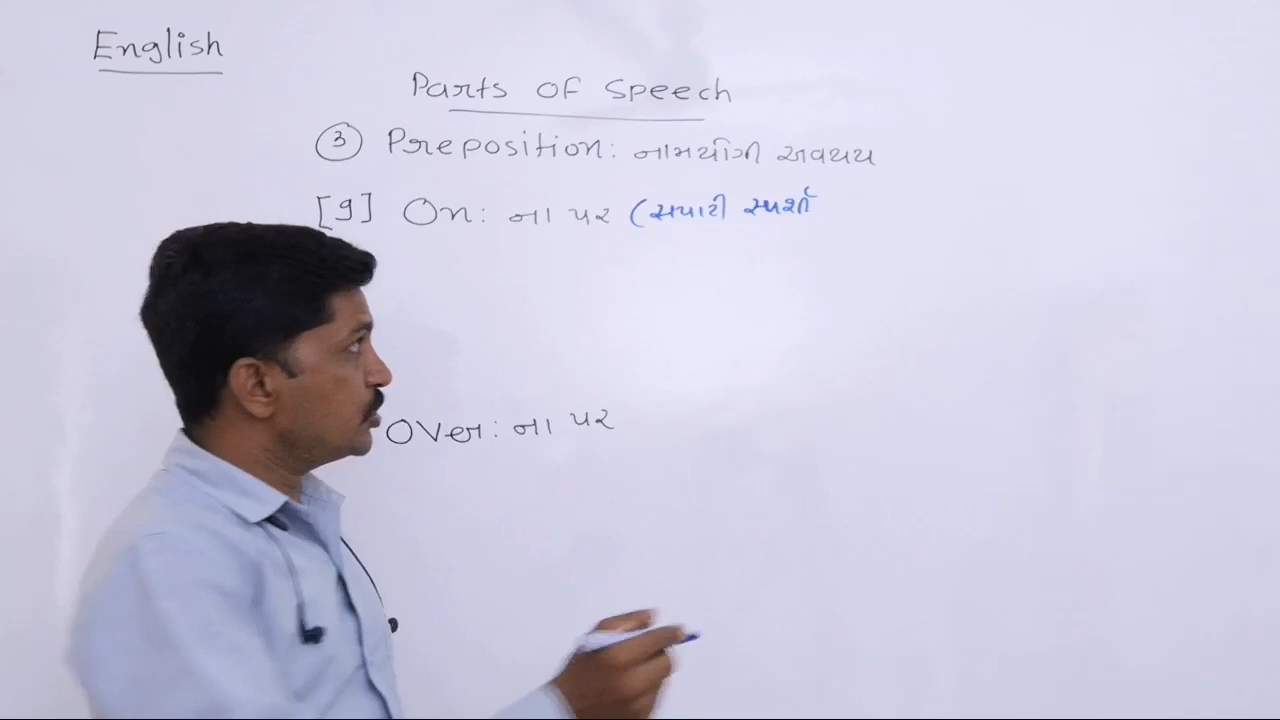 English
Parts of Speech
③ Preposition: નામયોગી અવયય
[9] On: ના પર (સપાટી સ્પર્શ
Over: ના પર